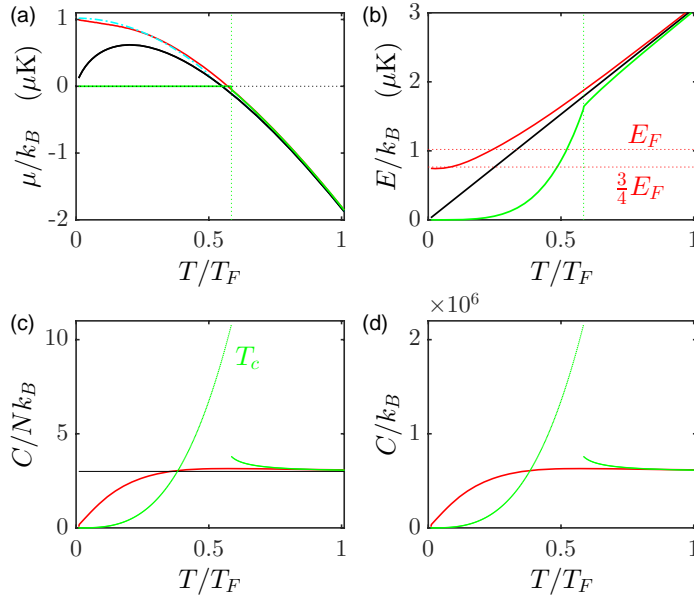 (a)
μ/k_B (μK)
1
0
-1
-2
0
0.5
1
T/T_F
(b)
E/k_B (μK)
3
2
1
0
E_F
3/4 E_F
0
0.5
1
T/T_F
(c)
C/Nk_B
10
5
0
T_c
0
0.5
1
T/T_F
(d)
×10^6
C/k_B
2
1
0
0
0.5
1
T/T_F